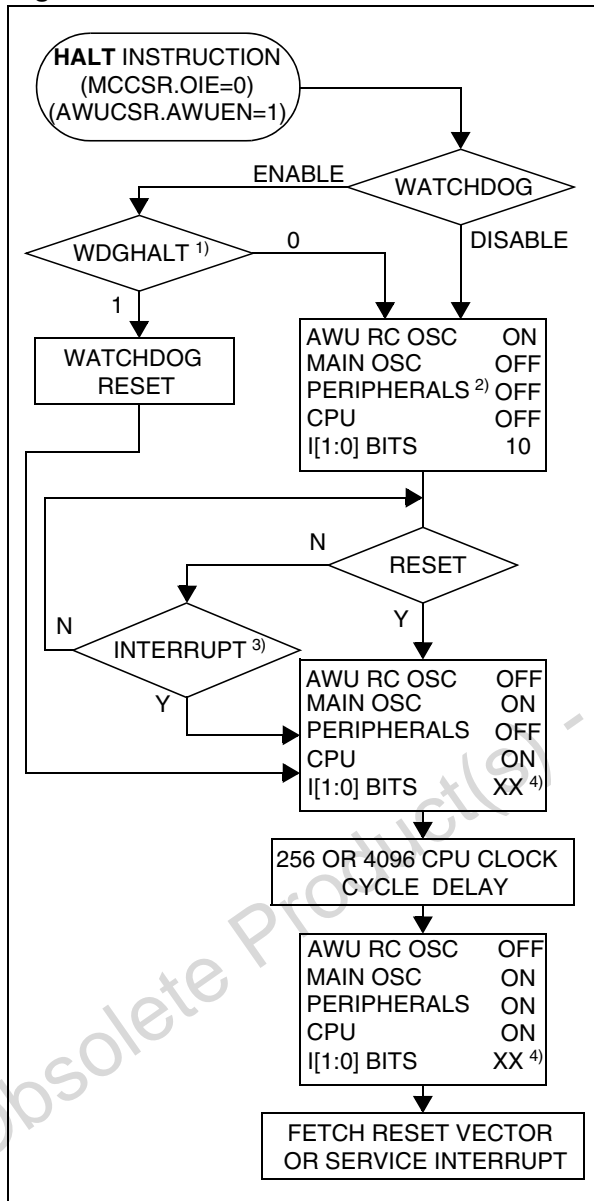 HALT INSTRUCTION
(MCCSR.OIE=0)
(AWUCSR.AWUEN=1)
ENABLE
WATCHDOG
WDGHALT 1)
0
DISABLE
1
WATCHDOG
RESET
AWU RC OSC ON
MAIN OSC OFF
PERIPHERALS 2) OFF
CPU OFF
I[1:0] BITS 10
N
RESET
N
Y
INTERRUPT 3)
Y
AWU RC OSC OFF
MAIN OSC ON
PERIPHERALS OFF
CPU ON
I[1:0] BITS XX 4)
256 OR 4096 CPU CLOCK
CYCLE DELAY
AWU RC OSC OFF
MAIN OSC ON
PERIPHERALS ON
CPU ON
I[1:0] BITS XX 4)
FETCH RESET VECTOR
OR SERVICE INTERRUPT
Obsolete Product(s) -